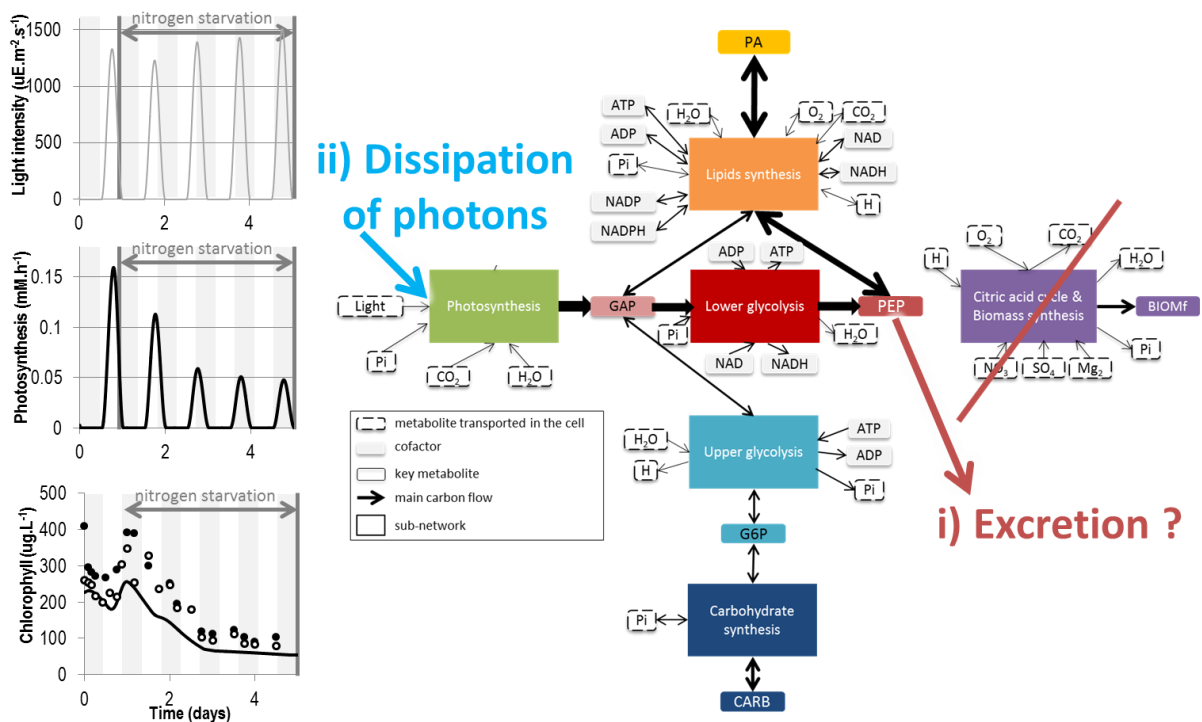 nitrogen starvation
Light intensity (uE.m-2.s-1)
1500
1000
500
0
0 2 4
nitrogen starvation
Photosynthesis (mM.h-1)
0.15
0.1
0.05
0
0 2 4
nitrogen starvation
Chlorophyll (ug.L-1)
500
400
300
200
100
0
0 2 4
Time (days)
ii) Dissipation
of photons
PA
ATP
H2O
O2
CO2
ADP
NAD
Pi
Lipids synthesis
NADH
NADP
H
NADPH
Light
Photosynthesis
Pi
CO2
H2O
GAP
ADP
ATP
Lower glycolysis
Pi
H2O
NAD
NADH
PEP
O2
CO2
H
H2O
Citric acid cycle &
Biomass synthesis
BIOMf
Pi
NO3
SO4
Mg2
metabolite transported in the cell
cofactor
key metabolite
main carbon flow
sub-network
H2O
ATP
Upper glycolysis
H
ADP
Pi
i) Excretion ?
G6P
Carbohydrate
synthesis
Pi
CARB